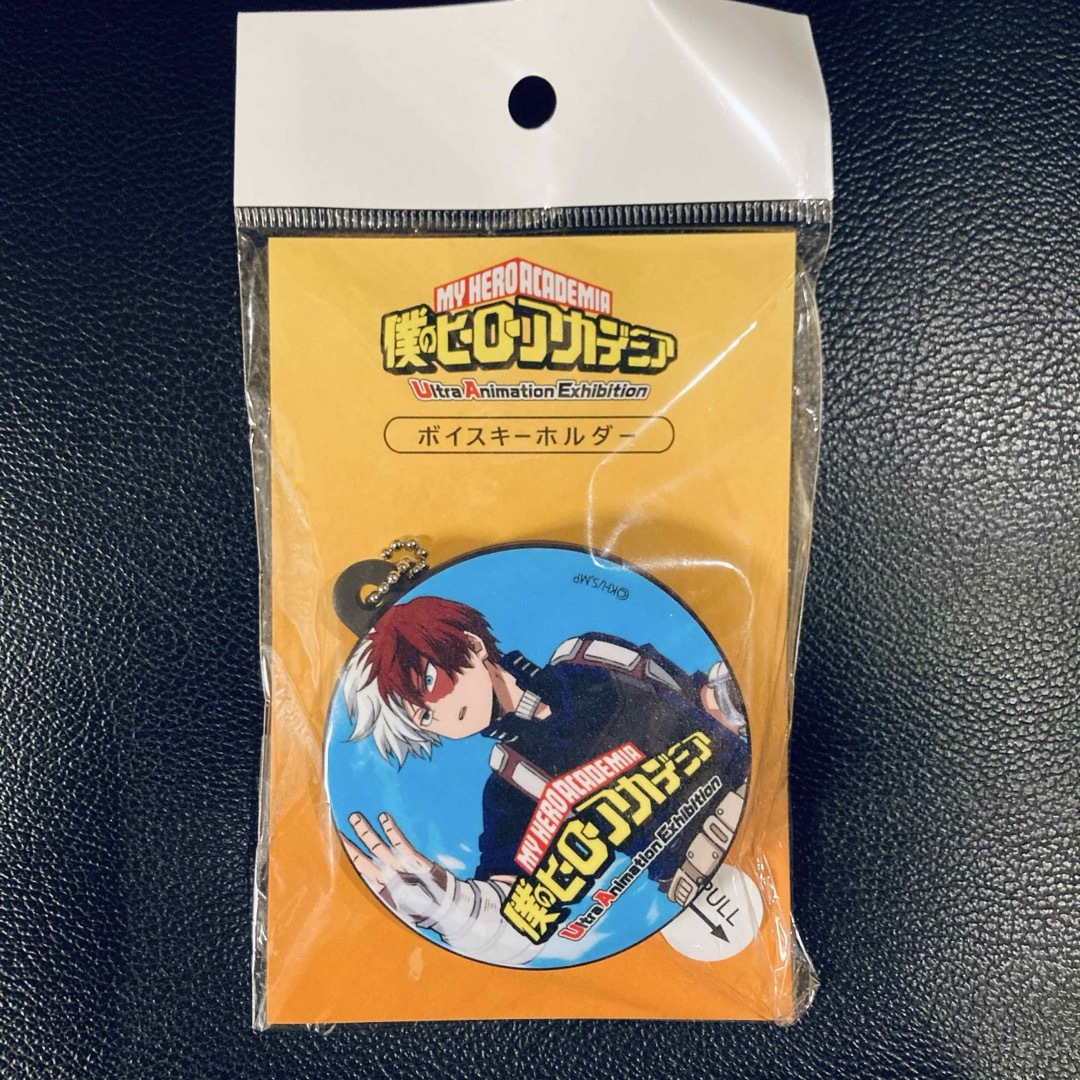 MY HERO ACADEMIA
僕のヒーローアカデミア
Ultra Animation Exhibition
ボイスキーホルダー
©KH/S,MP
MY HERO ACADEMIA
僕のヒーローアカデミア
Ultra Animation Exhibition
PULL